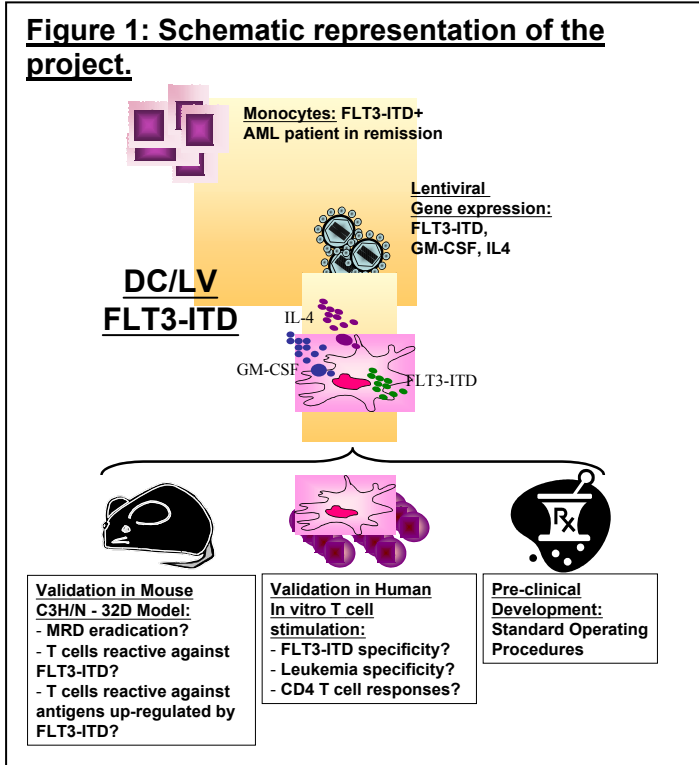 Figure 1: Schematic representation of the
project.
Monocytes: FLT3-ITD+
AML patient in remission
Lentiviral
Gene expression:
FLT3-ITD,
GM-CSF, IL4
DC/LV
FLT3-ITD
IL-4
GM-CSF
FLT3-ITD
Rx
Validation in Mouse
C3H/N - 32D Model:
- MRD eradication?
- T cells reactive against
FLT3-ITD?
- T cells reactive against
antigens up-regulated by
FLT3-ITD?
Validation in Human
In vitro T cell
stimulation:
- FLT3-ITD specificity?
- Leukemia specificity?
- CD4 T cell responses?
Pre-clinical
Development:
Standard Operating
Procedures